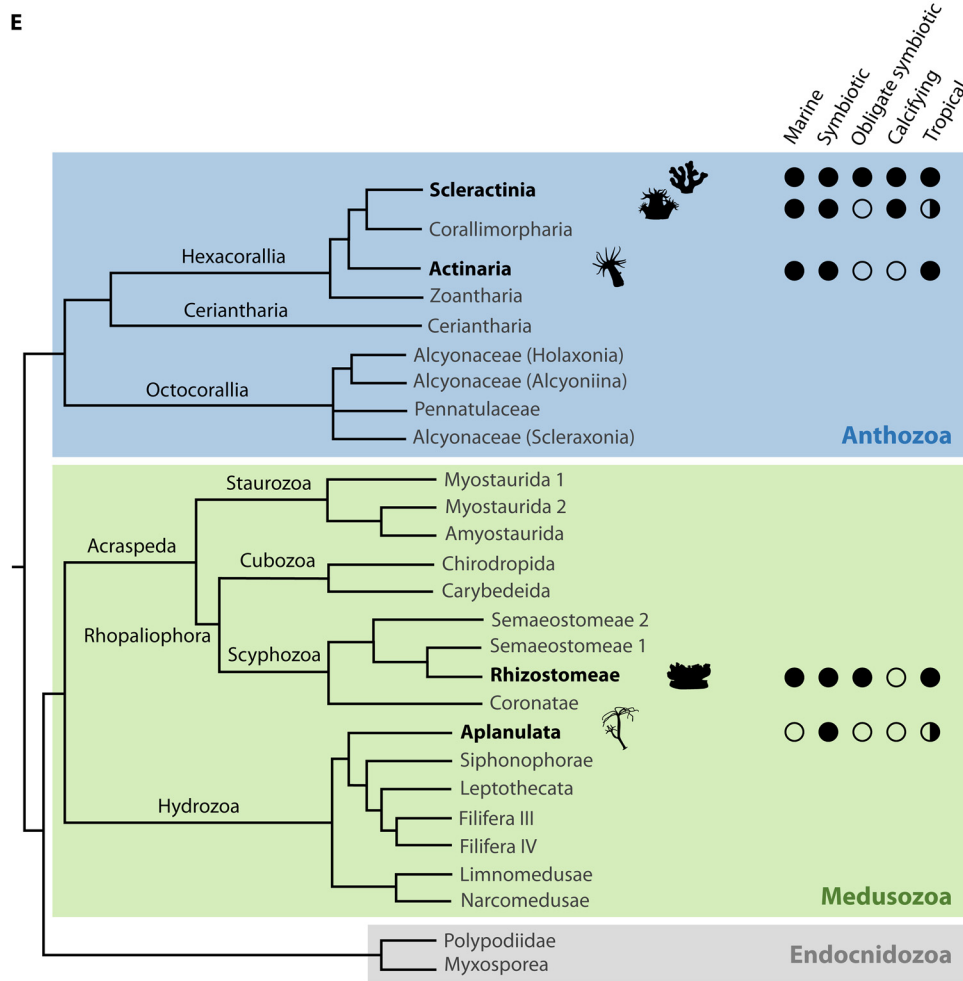 E
Marine
Symbiotic
Obligate symbiotic
Calcifying
Tropical
Scleractinia
Corallimorpharia
Hexacorallia
Actinaria
Zoantharia
Ceriantharia
Ceriantharia
Alcyonaceae (Holaxonia)
Alcyonaceae (Alcyoniina)
Octocorallia
Pennatulaceae
Alcyonaceae (Scleraxonia)
Anthozoa
Staurozoa
Myostaurida 1
Myostaurida 2
Amyostaurida
Acraspeda
Cubozoa
Chirodropida
Carybedeida
Semaeostomeae 2
Rhopaliophora
Scyphozoa
Semaeostomeae 1
Rhizostomeae
Coronatae
Aplanulata
Siphonophorae
Leptothecata
Hydrozoa
Filifera III
Filifera IV
Limnomedusae
Narcomedusae
Medusozoa
Polypodiidae
Myxosporea
Endocnidozoa